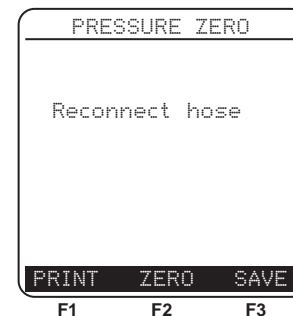 PRESSURE ZERO
Reconnect hose
PRINT ZERO SAVE
F1 F2 F3